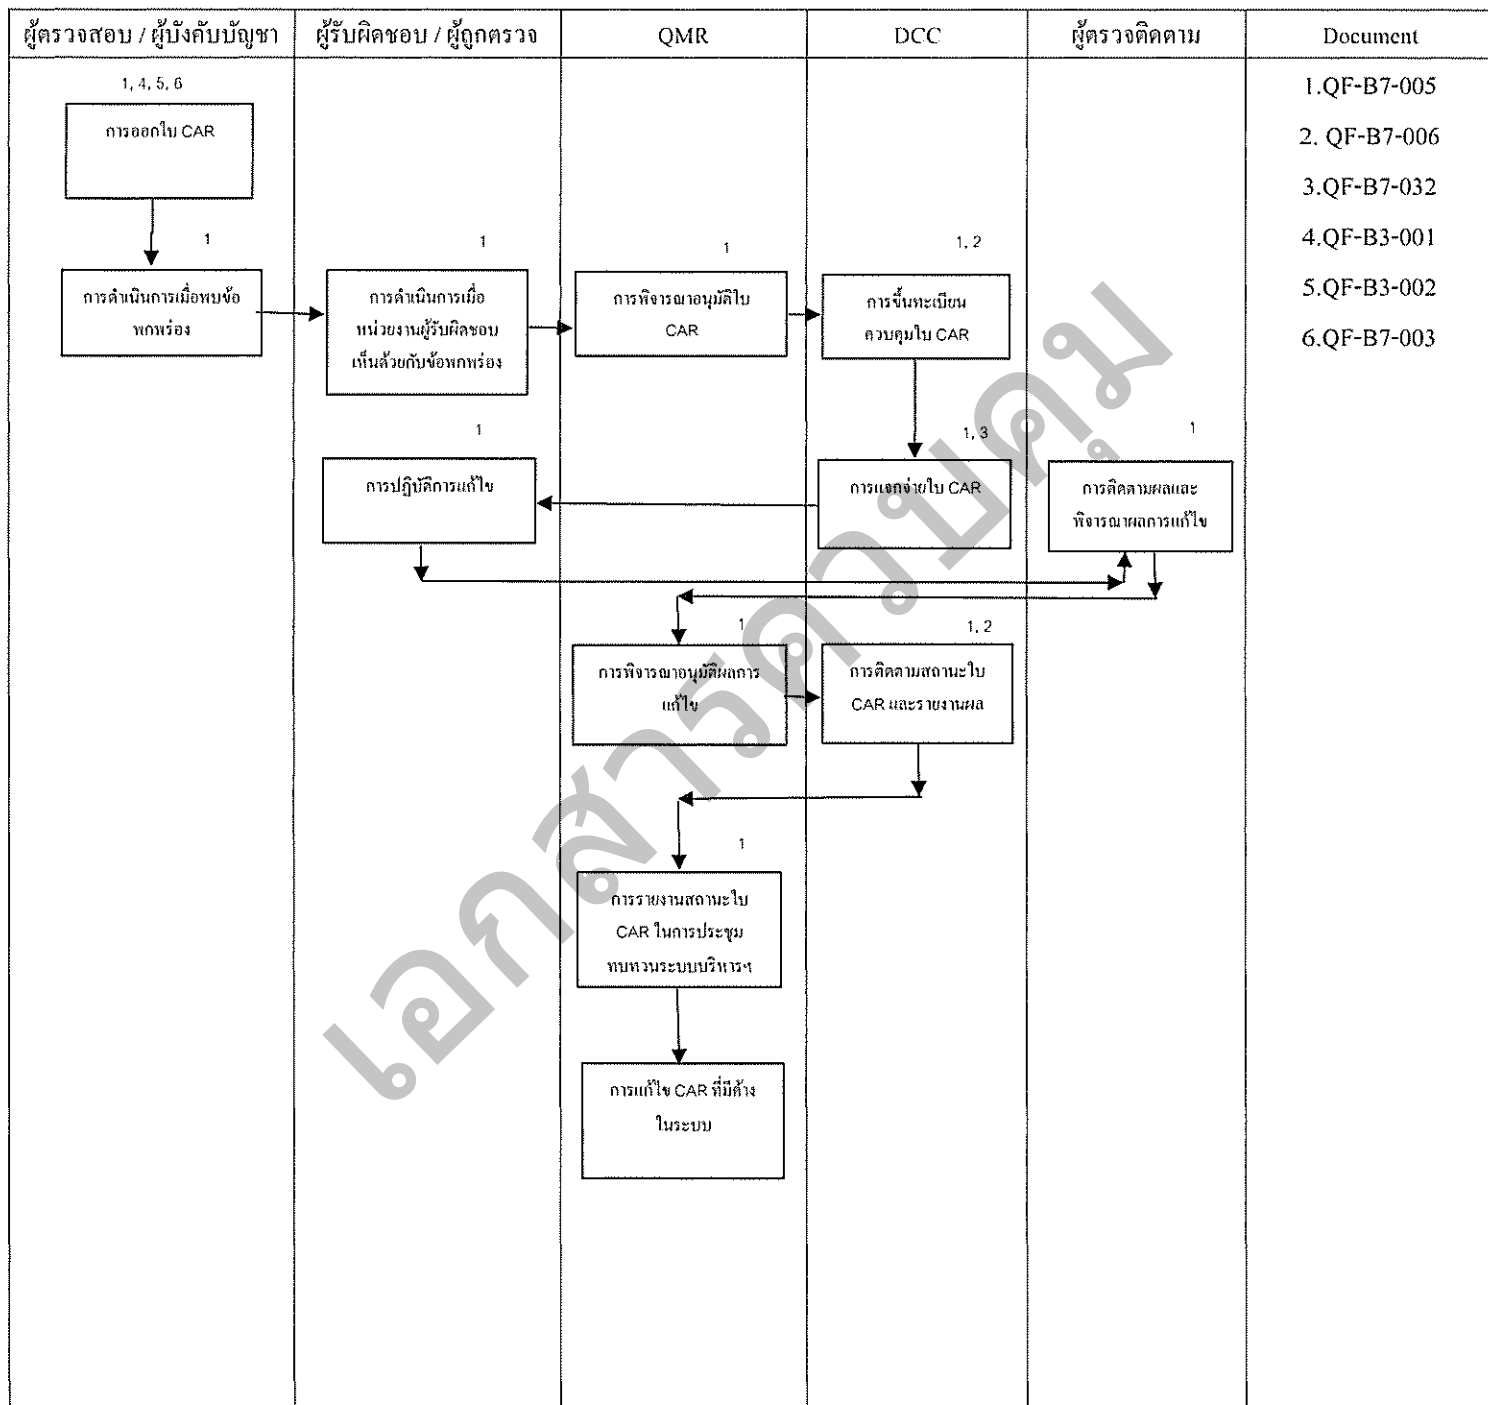 ผู้ตรวจสอบ / ผู้บังคับบัญชา
ผู้รับผิดชอบ / ผู้ถูกตรวจ
QMR
DCC
ผู้ตรวจติดตาม
Document
1, 4, 5, 6
การออกใบ CAR
1.QF-B7-005
2. QF-B7-006
3.QF-B7-032
4.QF-B3-001
5.QF-B3-002
6.QF-B7-003
1
การดำเนินการเมื่อพบข้อ
พกพร่อง
1
การดำเนินการเมื่อ
หน่วยงานผู้รับผิดชอบ
เห็นด้วยกับข้อพกพร่อง
1
การพิจารณาอนุมัติใบ
CAR
1, 2
การขึ้นทะเบียน
ควบคุมใบ CAR
1
การปฏิบัติการแก้ไข
1, 3
การแจกจ่ายใบ CAR
1
การติดตามผลและ
พิจารณาผลการแก้ไข
1
การพิจารณาอนุมัติผลการ
แก้ไข
1, 2
การติดตามสถานะใบ
CAR และรายงานผล
1
การรายงานสถานะใบ
CAR ในการประชุม
ทบทวนระบบบริหารฯ
การแก้ไข CAR ที่มีค้าง
ในระบบ
เอกสารควบคุม